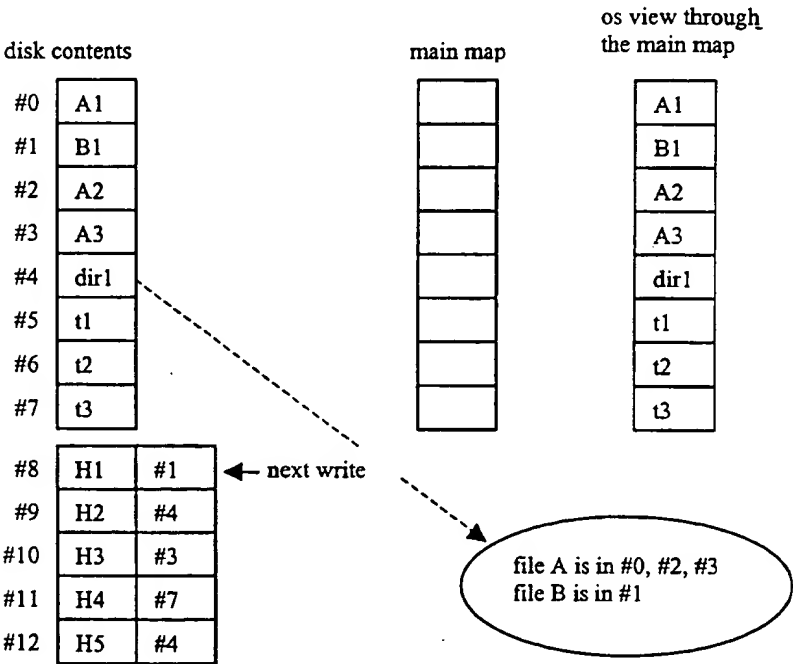 os view through
the main map
disk contents
main map
#0 A1 A1
#1 B1 B1
#2 A2 A2
#3 A3 A3
#4 dir1 dir1
#5 t1 t1
#6 t2 t2
#7 t3 t3
#8 H1 #1 next write
#9 H2 #4
#10 H3 #3
#11 H4 #7
#12 H5 #4
file A is in #0, #2, #3
file B is in #1